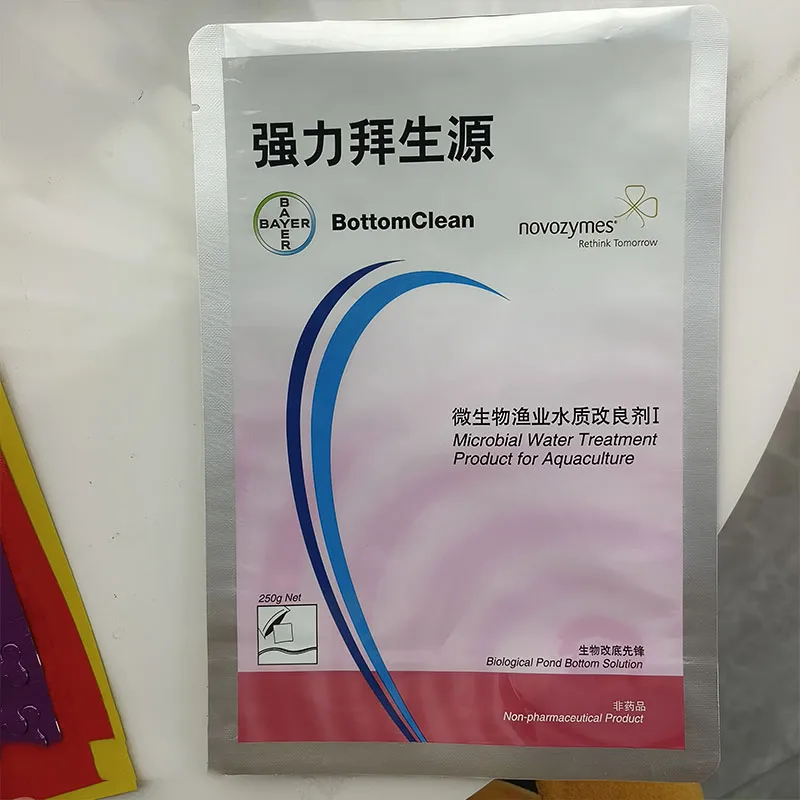 强力拜生源
BAYER
BAYER
BottomClean
novozymes®
Rethink Tomorrow
微生物渔业水质改良剂I
Microbial Water Treatment
Product for Aquaculture
250g Net
生物改底先锋
Biological Pond Bottom Solution
非药品
Non-pharmaceutical Product